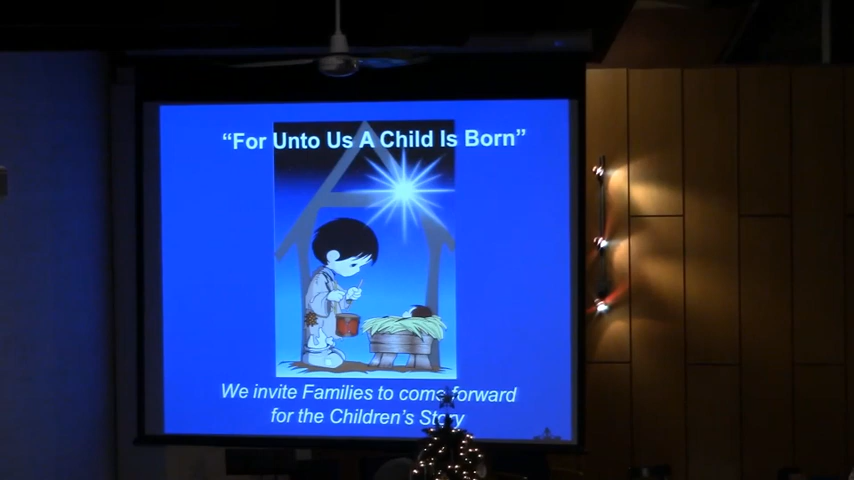 “For Unto Us A Child Is Born”
We invite Families to come forward
for the Children’s Story